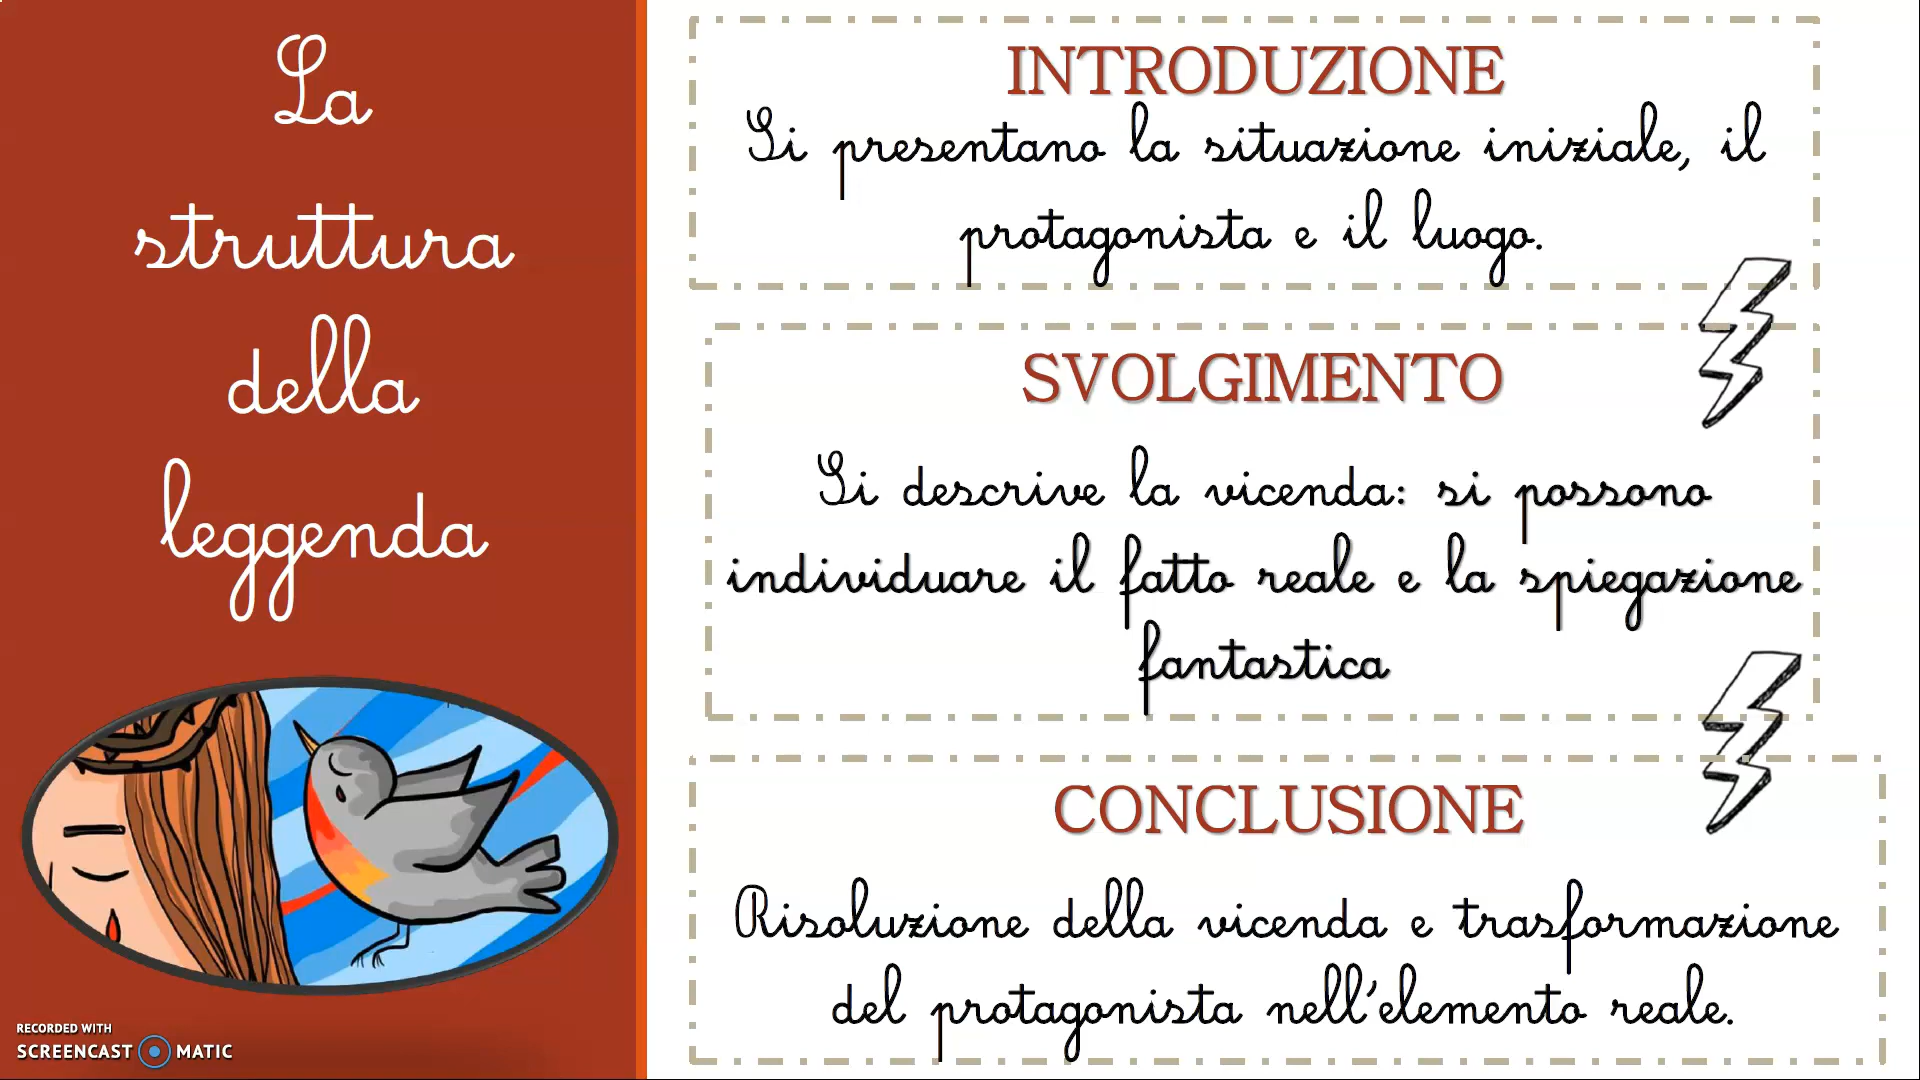 La
struttura
della
leggenda
INTRODUZIONE
Si presentano la situazione iniziale, il
protagonista e il luogo.
SVOLGIMENTO
Si descrive la vicenda: si possono
individuare il fatto reale e la spiegazione
fantastica
CONCLUSIONE
Risoluzione della vicenda e trasformazione
del protagonista nell'elemento reale.
RECORDED WITH
SCREENCAST MATIC